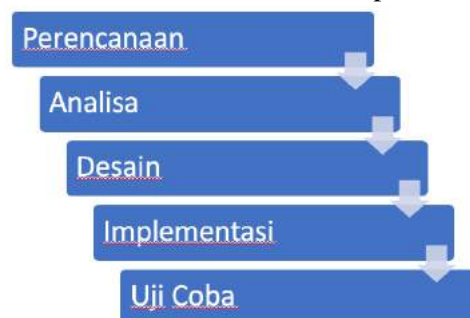 Perencanaan
Analisa
Desain
Implementasi
Uji Coba